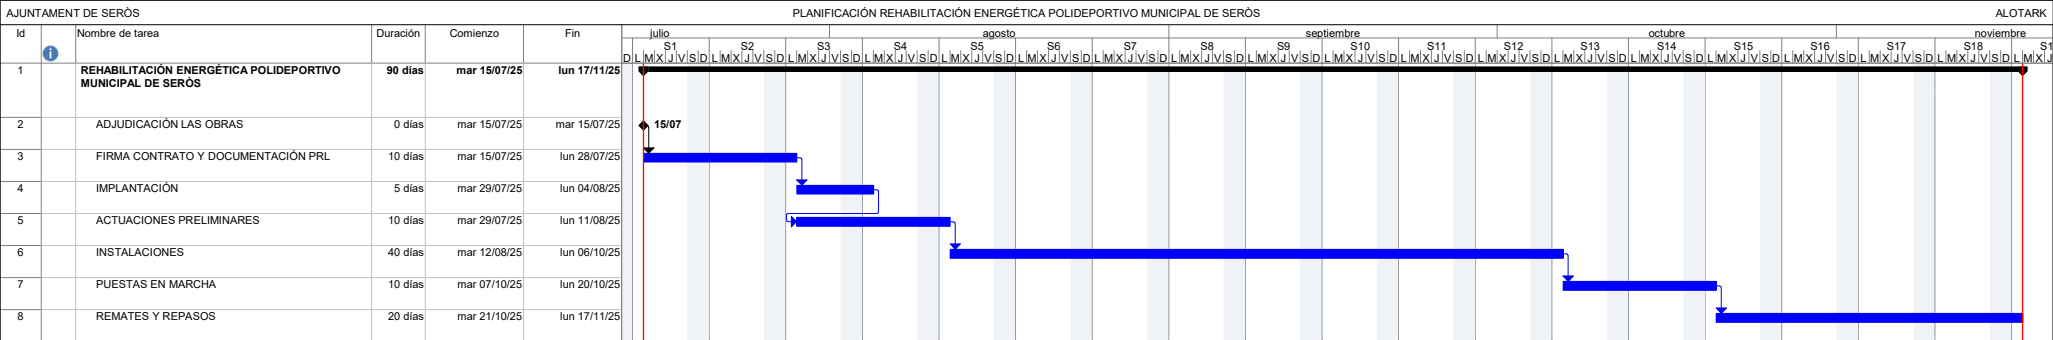 AJUNTAMENT DE SERÒS PLANIFICACIÓN REHABILITACIÓN ENERGÉTICA POLIDEPORTIVO MUNICIPAL DE SERÒS ALOTARK
Id Nombre de tarea Duración Comienzo Fin julio agosto septiembre octubre noviembre
i S1 S2 S3 S4 S5 S6 S7 S8 S9 S10 S11 S12 S13 S14 S15 S16 S17 S18 S1
D L M X J V S D L M X J V S D L M X J V S D L M X J V S D L M X J V S D L M X J V S D L M X J V S D L M X J V S D L M X J V S D L M X J V S D L M X J V S D L M X J V S D L M X J V S D L M X J V S D L M X J V S D L M X J V S D L M X J V S D L M X J V S D L M X J
1 REHABILITACIÓN ENERGÉTICA POLIDEPORTIVO 90 días mar 15/07/25 lun 17/11/25
MUNICIPAL DE SERÒS
2 ADJUDICACIÓN LAS OBRAS 0 días mar 15/07/25 mar 15/07/25 15/07
3 FIRMA CONTRATO Y DOCUMENTACIÓN PRL 10 días mar 15/07/25 lun 28/07/25
4 IMPLANTACIÓN 5 días mar 29/07/25 lun 04/08/25
5 ACTUACIONES PRELIMINARES 10 días mar 29/07/25 lun 11/08/25
6 INSTALACIONES 40 días mar 12/08/25 lun 06/10/25
7 PUESTAS EN MARCHA 10 días mar 07/10/25 lun 20/10/25
8 REMATES Y REPASOS 20 días mar 21/10/25 lun 17/11/25